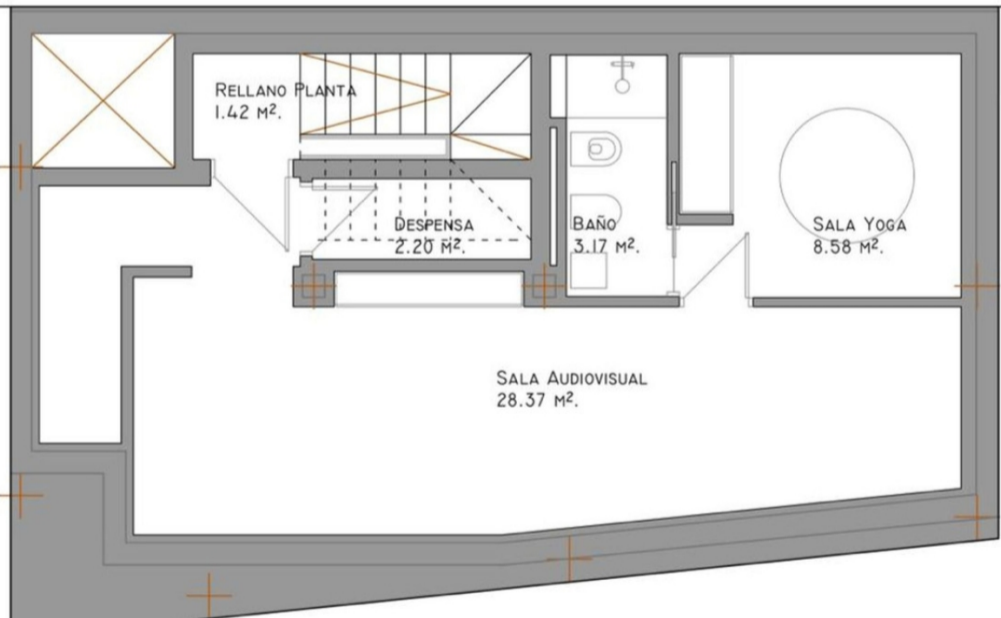 Rellano Planta
1.42 m².
Despensa
2.20 m².
Baño
3.17 m².
Sala Yoga
8.58 m².
Sala Audiovisual
28.37 m².